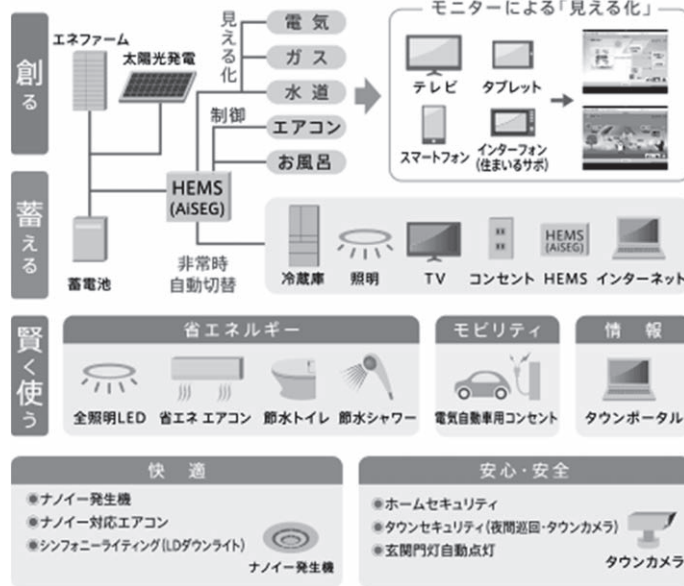 創る
エネファーム
太陽光発電
見える化
電気
ガス
水道
制御
エアコン
お風呂
モニターによる「見える化」
テレビ
タブレット
スマートフォン
インターフォン
(住まいるサポ)
蓄える
HEMS
(AiSEG)
蓄電池
非常時
自動切替
冷蔵庫
照明
TV
コンセント
HEMS
(AiSEG)
HEMS
インターネット
賢く使う
省エネルギー
全照明LED
省エネ エアコン
節水トイレ
節水シャワー
モビリティ
電気自動車用コンセント
情報
タウンポータル
快適
◉ナノイー発生機
◉ナノイー対応エアコン
◉シンフォニーライティング(LDダウンライト)
ナノイー発生機
安心・安全
◉ホームセキュリティ
◉タウンセキュリティ(夜間巡回・タウンカメラ)
◉玄関門灯自動点灯
タウンカメラ